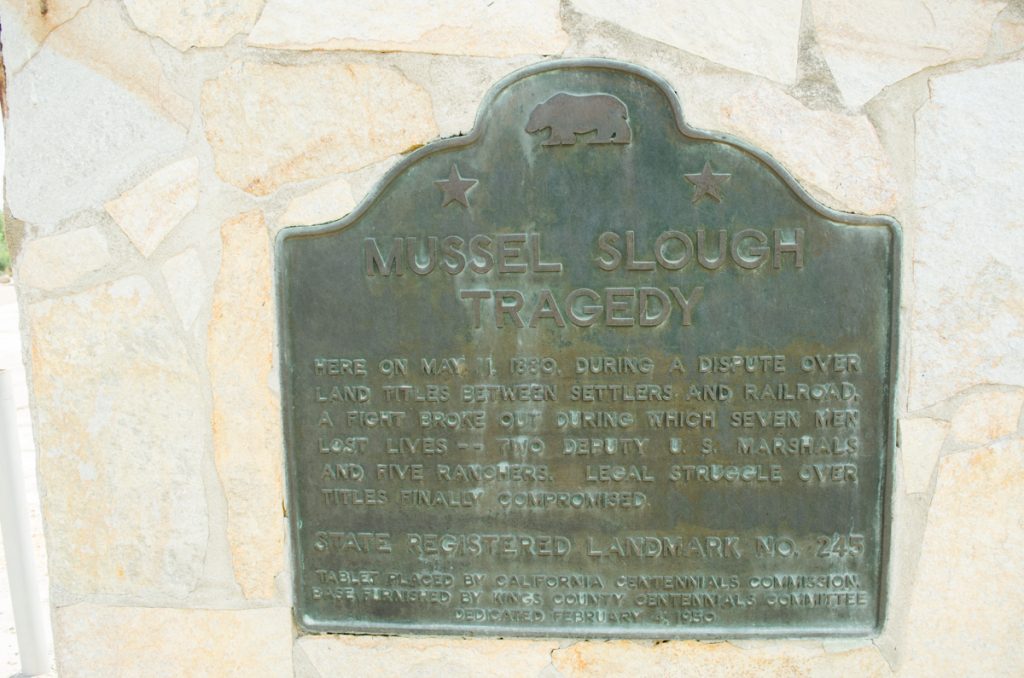 MUSSEL SLOUGH
TRAGEDY
HERE ON MAY 11, 1880, DURING A DISPUTE OVER
LAND TITLES BETWEEN SETTLERS AND RAILROAD,
A FIGHT BROKE OUT DURING WHICH SEVEN MEN
LOST LIVES -- TWO DEPUTY U. S. MARSHALS
AND FIVE RANCHERS. LEGAL STRUGGLE OVER
TITLES FINALLY COMPROMISED.
STATE REGISTERED LANDMARK NO. 245
TABLET PLACED BY CALIFORNIA CENTENNIALS COMMISSION.
BASE FURNISHED BY KINGS COUNTY CENTENNIALS COMMITTEE
DEDICATED FEBRUARY 4, 1950